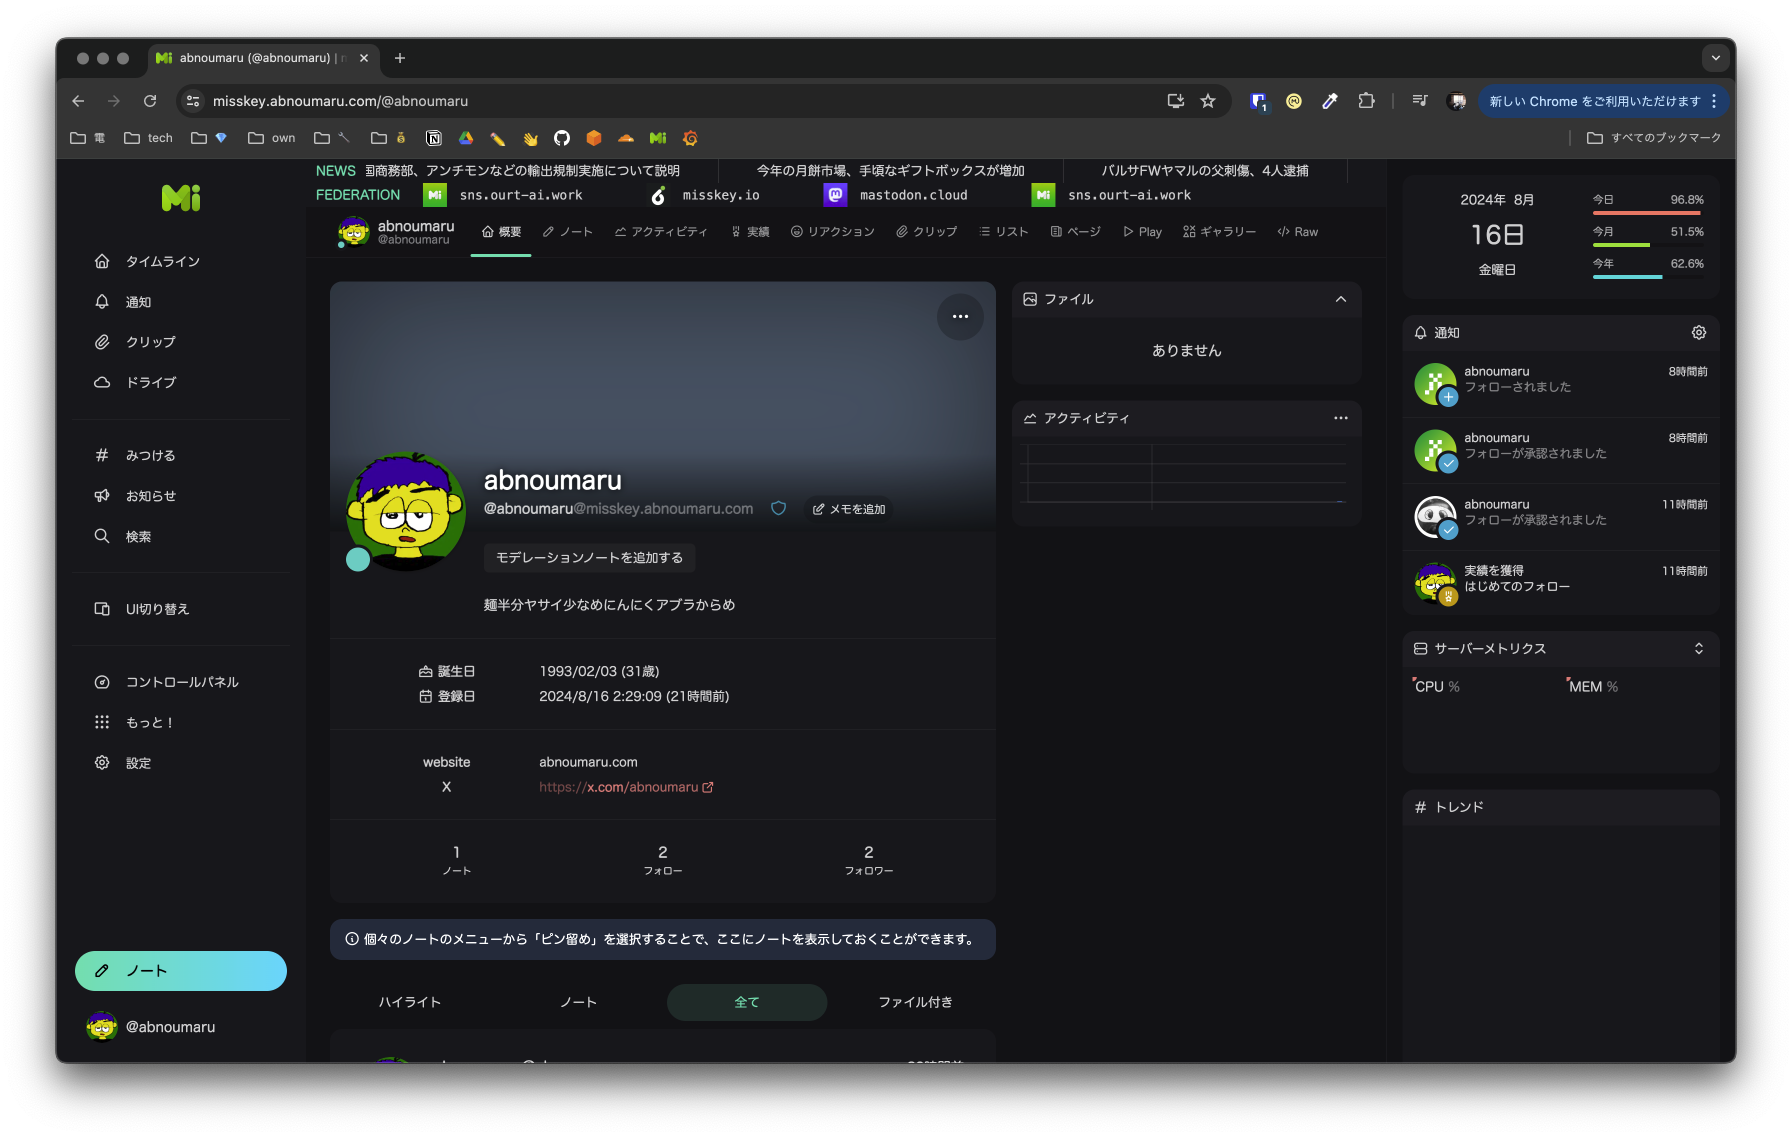 abnoumaru (@abnoumaru) |
misskey.abnoumaru.com/@abnoumaru
1
新しい Chrome をご利用いただけます
電
tech
own
すべてのブックマーク
Mi
タイムライン
通知
クリップ
ドライブ
みつける
お知らせ
検索
UI切り替え
コントロールパネル
もっと！
設定
ノート
@abnoumaru
NEWS 国商務部、アンチモンなどの輸出規制実施について説明 今年の月餅市場、手頃なギフトボックスが増加 バルサFWヤマルの父刺傷、4人逮捕
FEDERATION sns.ourt-ai.work misskey.io mastodon.cloud sns.ourt-ai.work
abnoumaru
@abnoumaru
概要 ノート アクティビティ 実績 リアクション クリップ リスト ページ Play ギャラリー Raw
abnoumaru
@abnoumaru@misskey.abnoumaru.com メモを追加
モデレーションノートを追加する
麺半分ヤサイ少なめにんにくアブラからめ
誕生日 1993/02/03 (31歳)
登録日 2024/8/16 2:29:09 (21時間前)
website abnoumaru.com
X https://x.com/abnoumaru
1 2 2
ノート フォロー フォロワー
個々のノートのメニューから「ピン留め」を選択することで、ここにノートを表示しておくことができます。
ハイライト ノート 全て ファイル付き
ファイル
ありません
アクティビティ
2024年 8月
16日
金曜日
今日 96.8%
今月 51.5%
今年 62.6%
通知
abnoumaru 8時間前
フォローされました
abnoumaru 8時間前
フォローが承認されました
abnoumaru 11時間前
フォローが承認されました
実績を獲得 11時間前
はじめてのフォロー
サーバーメトリクス
CPU % MEM %
トレンド